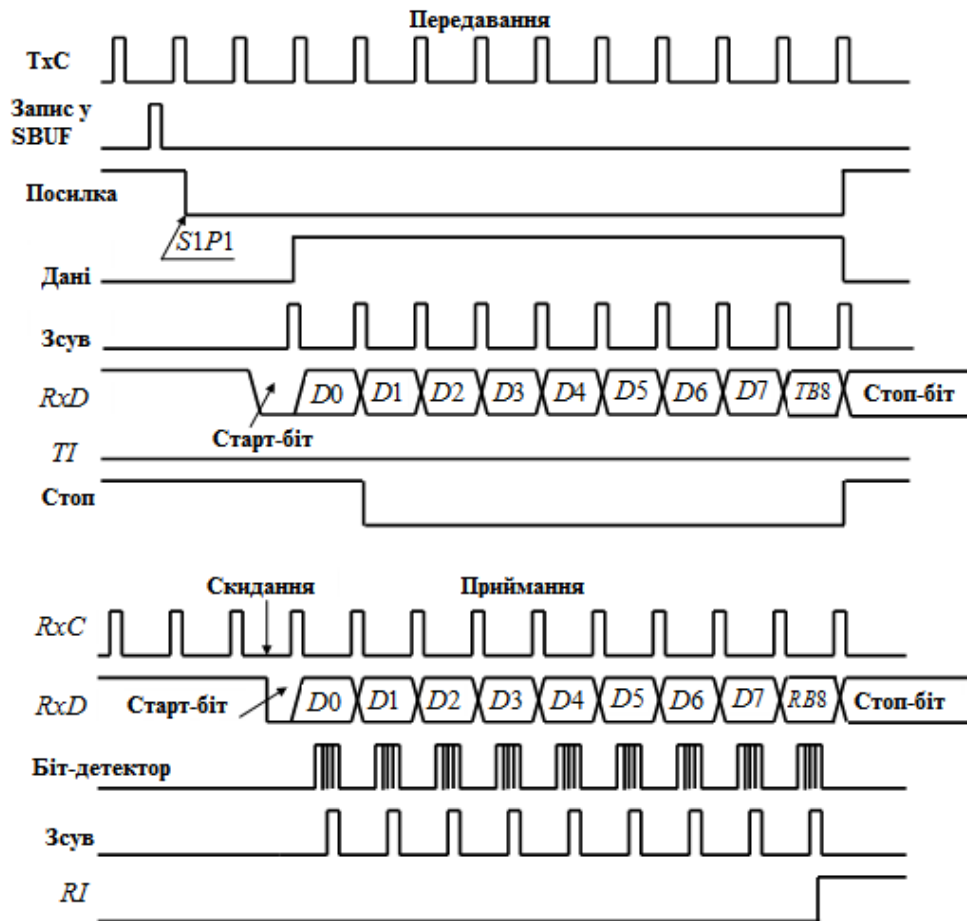 Передавання
TxC
Запис у
SBUF
Посилка
S1P1
Дані
Зсув
RxD
D0 D1 D2 D3 D4 D5 D6 D7 TB8 Стоп-біт
Старт-біт
TI
Стоп
Скидання Приймання
RxC
RxD Старт-біт D0 D1 D2 D3 D4 D5 D6 D7 RB8 Стоп-біт
Біт-детектор
Зсув
RI